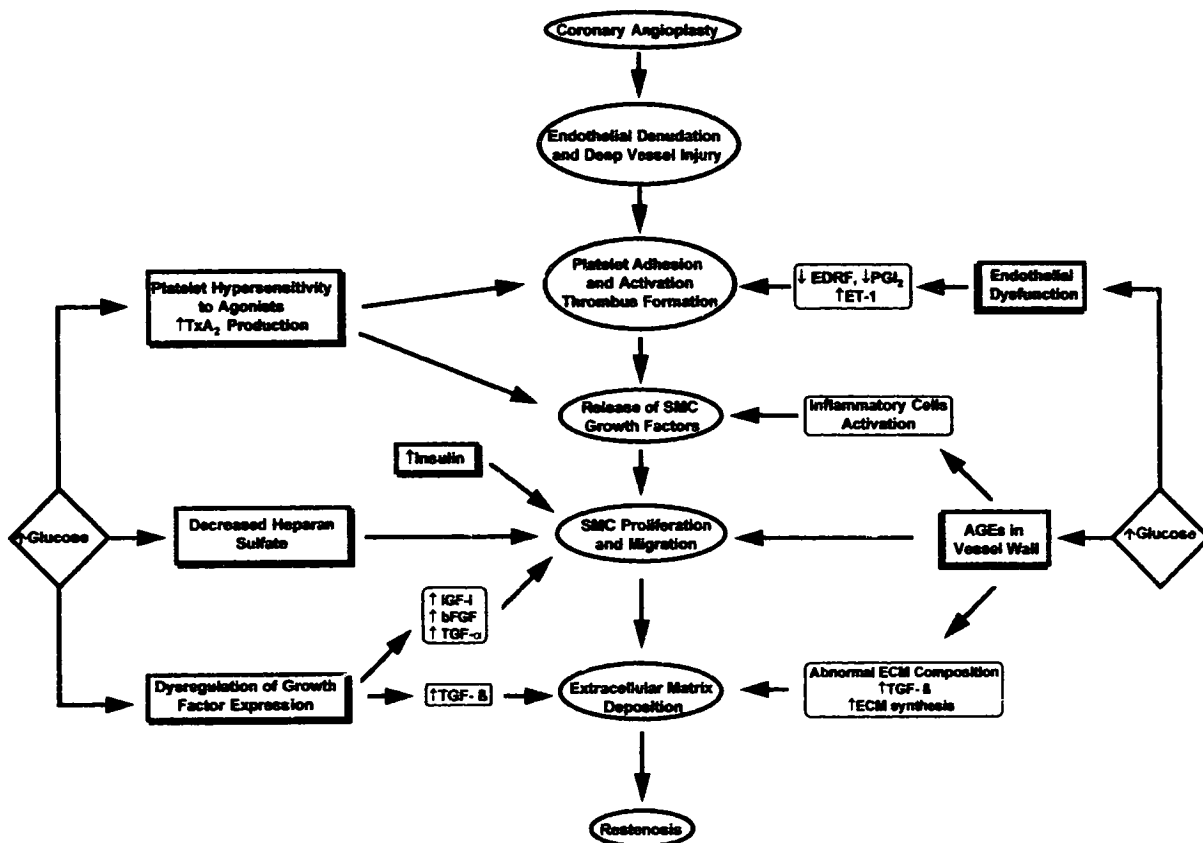 Coronary Angioplasty
Endothelial Denudation
and Deep Vessel Injury
Platelet Adhesion
and Activation
Thrombus Formation
↓ EDRF, ↓PGI₂
↑ET-1
Endothelial
Dysfunction
Platelet Hypersensitivity
to Agonists
↑TxA₂ Production
Release of SMC
Growth Factors
Inflammatory Cells
Activation
↑Insulin
↑Glucose
Decreased Heparan
Sulfate
SMC Proliferation
and Migration
AGEs in
Vessel Wall
↑Glucose
↑ IGF-I
↑ bFGF
↑ TGF-α
Dysregulation of Growth
Factor Expression
↑TGF- ß
Extracellular Matrix
Deposition
Abnormal ECM Composition
↑TGF- ß
↑ECM synthesis
Restenosis